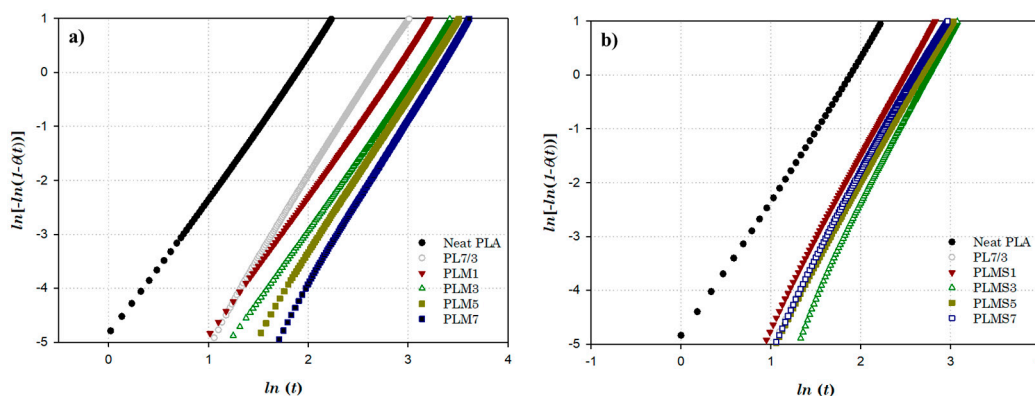 a)
ln[-ln(1-θ(t))]
1
0
-1
-2
-3
-4
-5
0
1
2
3
4
ln (t)
Neat PLA
PL7/3
PLM1
PLM3
PLM5
PLM7
b)
ln[-ln(1-θ(t))]
1
0
-1
-2
-3
-4
-5
-1
0
1
2
3
4
ln (t)
Neat PLA
PL7/3
PLMS1
PLMS3
PLMS5
PLMS7